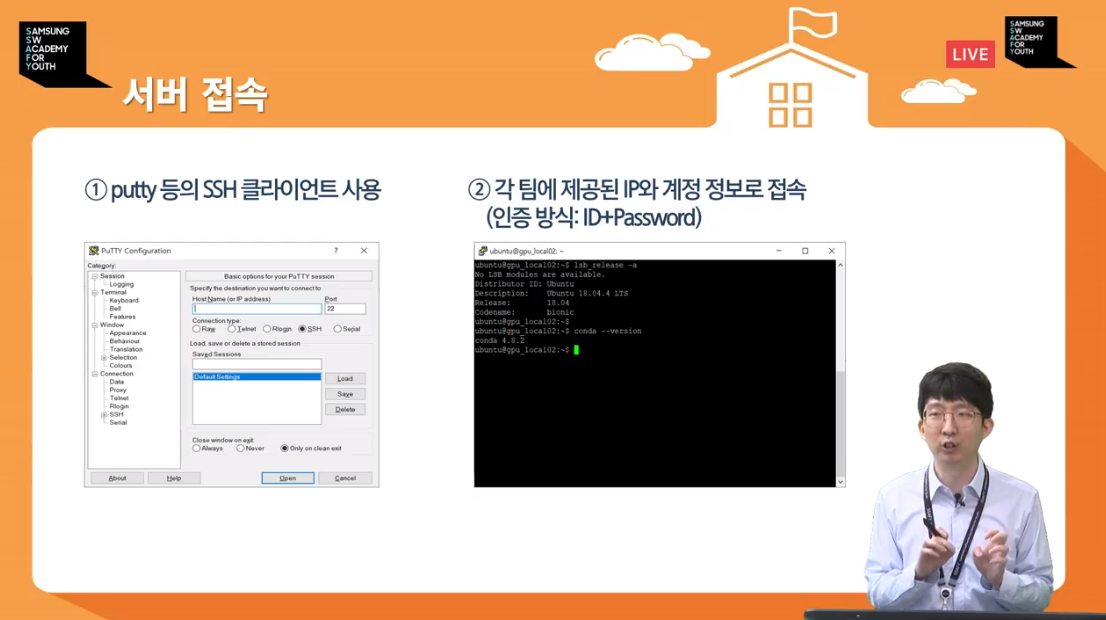 SAMSUNG
SW
ACADEMY
FOR
YOUTH
LIVE
SAMSUNG
SW
ACADEMY
FOR
YOUTH
서버 접속
① putty 등의 SSH 클라이언트 사용
② 각 팀에 제공된 IP와 계정 정보로 접속
(인증 방식: ID+Password)
PuTTY Configuration
Category:
Session
Logging
Terminal
Keyboard
Bell
Features
Window
Appearance
Behaviour
Translation
Selection
Colours
Connection
Data
Proxy
Telnet
Rlogin
SSH
Serial
Basic options for your PuTTY session
Specify the destination you want to connect to
Host Name (or IP address) Port
22
Connection type:
Raw Telnet Rlogin SSH Serial
Load, save or delete a stored session
Saved Sessions
Default Settings
Load
Save
Delete
Close window on exit:
Always Never Only on clean exit
About Help Open Cancel
ubuntu@gpu_local02: ~
ubuntu@gpu_local02:~$ lsb_release -a
No LSB modules are available.
Distributor ID: Ubuntu
Description: Ubuntu 18.04.4 LTS
Release: 18.04
Codename: bionic
ubuntu@gpu_local02:~$
ubuntu@gpu_local02:~$ conda --version
conda 4.8.2
ubuntu@gpu_local02:~$